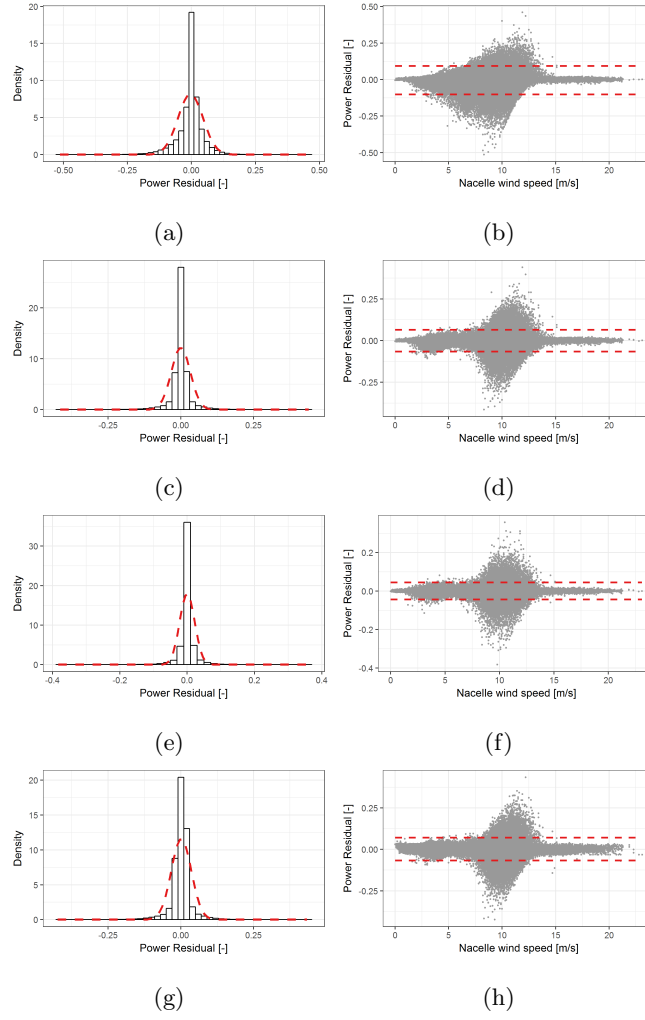 20
15
10
5
0
Density
-0.50
-0.25
0.00
0.25
0.50
Power Residual [-]
(a)
0.50
0.25
0.00
-0.25
-0.50
Power Residual [-]
0
5
10
15
20
Nacelle wind speed [m/s]
(b)
20
10
0
Density
-0.25
0.00
0.25
Power Residual [-]
(c)
0.25
0.00
-0.25
Power Residual [-]
0
5
10
15
20
Nacelle wind speed [m/s]
(d)
30
20
10
0
Density
-0.4
-0.2
0.0
0.2
0.4
Power Residual [-]
(e)
0.2
0.0
-0.2
-0.4
Power Residual [-]
0
5
10
15
20
Nacelle wind speed [m/s]
(f)
20
15
10
5
0
Density
-0.25
0.00
0.25
Power Residual [-]
(g)
0.25
0.00
-0.25
Power Residual [-]
0
5
10
15
20
Nacelle wind speed [m/s]
(h)